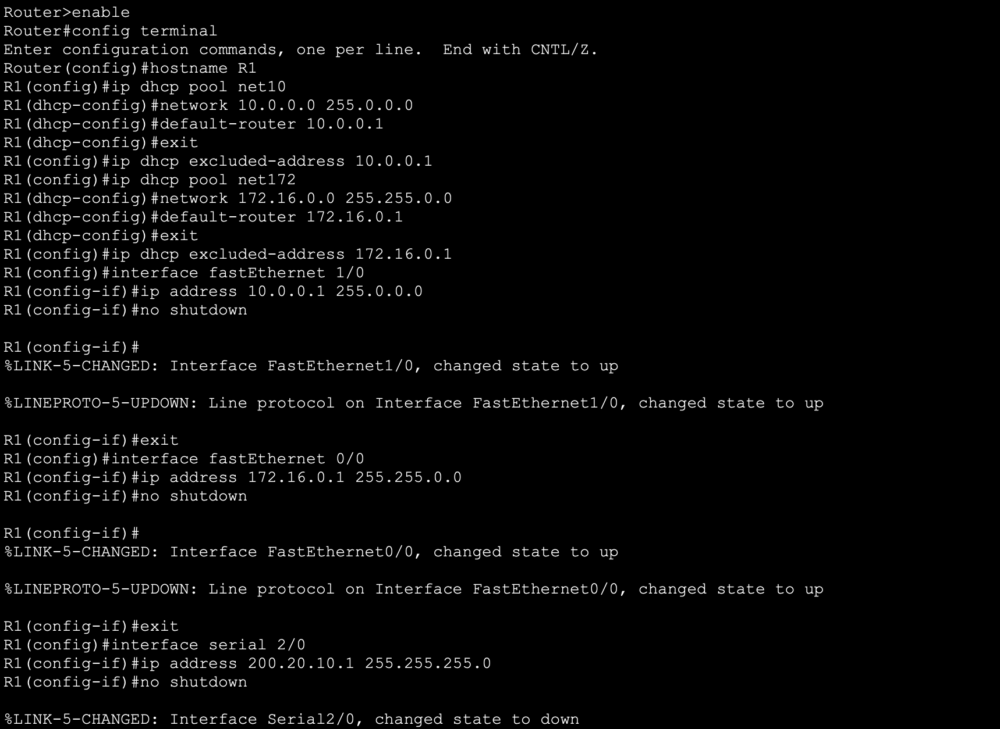 Router>enable
Router#config terminal
Enter configuration commands, one per line.  End with CNTL/Z.
Router(config)#hostname R1
R1(config)#ip dhcp pool net10
R1(dhcp-config)#network 10.0.0.0 255.0.0.0
R1(dhcp-config)#default-router 10.0.0.1
R1(dhcp-config)#exit
R1(config)#ip dhcp excluded-address 10.0.0.1
R1(config)#ip dhcp pool net172
R1(dhcp-config)#network 172.16.0.0 255.255.0.0
R1(dhcp-config)#default-router 172.16.0.1
R1(dhcp-config)#exit
R1(config)#ip dhcp excluded-address 172.16.0.1
R1(config)#interface fastEthernet 1/0
R1(config-if)#ip address 10.0.0.1 255.0.0.0
R1(config-if)#no shutdown

R1(config-if)#
%LINK-5-CHANGED: Interface FastEthernet1/0, changed state to up

%LINEPROTO-5-UPDOWN: Line protocol on Interface FastEthernet1/0, changed state to up

R1(config-if)#exit
R1(config)#interface fastEthernet 0/0
R1(config-if)#ip address 172.16.0.1 255.255.0.0
R1(config-if)#no shutdown

R1(config-if)#
%LINK-5-CHANGED: Interface FastEthernet0/0, changed state to up

%LINEPROTO-5-UPDOWN: Line protocol on Interface FastEthernet0/0, changed state to up

R1(config-if)#exit
R1(config)#interface serial 2/0
R1(config-if)#ip address 200.20.10.1 255.255.255.0
R1(config-if)#no shutdown

%LINK-5-CHANGED: Interface Serial2/0, changed state to down